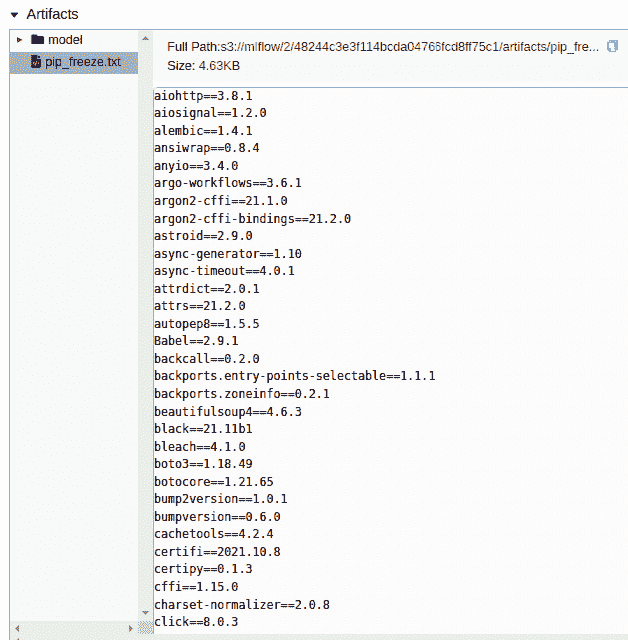 Artifacts
model
pip_freeze.txt
Full Path:s3://mlflow/2/48244c3e3f114bcda04766fcd8ff75c1/artifacts/pip_fre...
Size: 4.63KB
aiohttp==3.8.1
aiosignal==1.2.0
alembic==1.4.1
ansiwrap==0.8.4
anyio==3.4.0
argo-workflows==3.6.1
argon2-cffi==21.1.0
argon2-cffi-bindings==21.2.0
astroid==2.9.0
async-generator==1.10
async-timeout==4.0.1
attrdict==2.0.1
attrs==21.2.0
autopep8==1.5.5
Babel==2.9.1
backcall==0.2.0
backports.entry-points-selectable==1.1.1
backports.zoneinfo==0.2.1
beautifulsoup4==4.6.3
black==21.11b1
bleach==4.1.0
boto3==1.18.49
botocore==1.21.65
bump2version==1.0.1
bumpversion==0.6.0
cachetools==4.2.4
certifi==2021.10.8
certipy==0.1.3
cffi==1.15.0
charset-normalizer==2.0.8
click==8.0.3